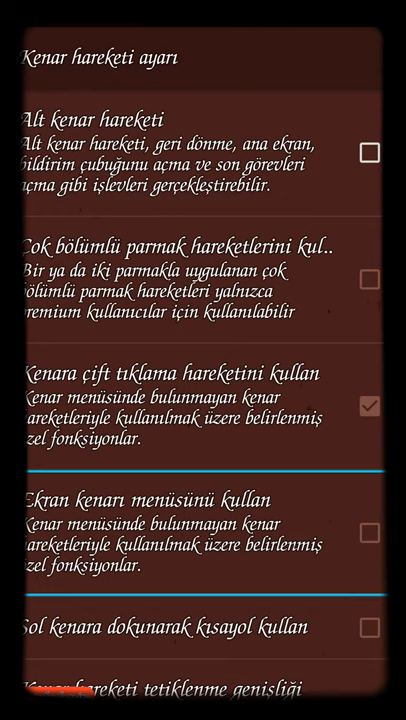 Kenar hareketi ayarı
Alt kenar hareketi
Alt kenar hareketi, geri dönme, ana ekran,
bildirim çubuğunu açma ve son görevleri
açma gibi işlevleri gerçekleştirebilir.
Çok bölümlü parmak hareketlerini kul..
Bir ya da iki parmakla uygulanan çok
bölümlü parmak hareketleri yalnızca
premium kullanıcılar için kullanılabilir
Kenara çift tıklama hareketini kullan
Kenar menüsünde bulunmayan kenar
hareketleriyle kullanılmak üzere belirlenmiş
özel fonksiyonlar.
Ekran kenarı menüsünü kullan
Kenar menüsünde bulunmayan kenar
hareketleriyle kullanılmak üzere belirlenmiş
özel fonksiyonlar.
Sol kenara dokunarak kısayol kullan
Kenar hareketi tetiklenme genişliği